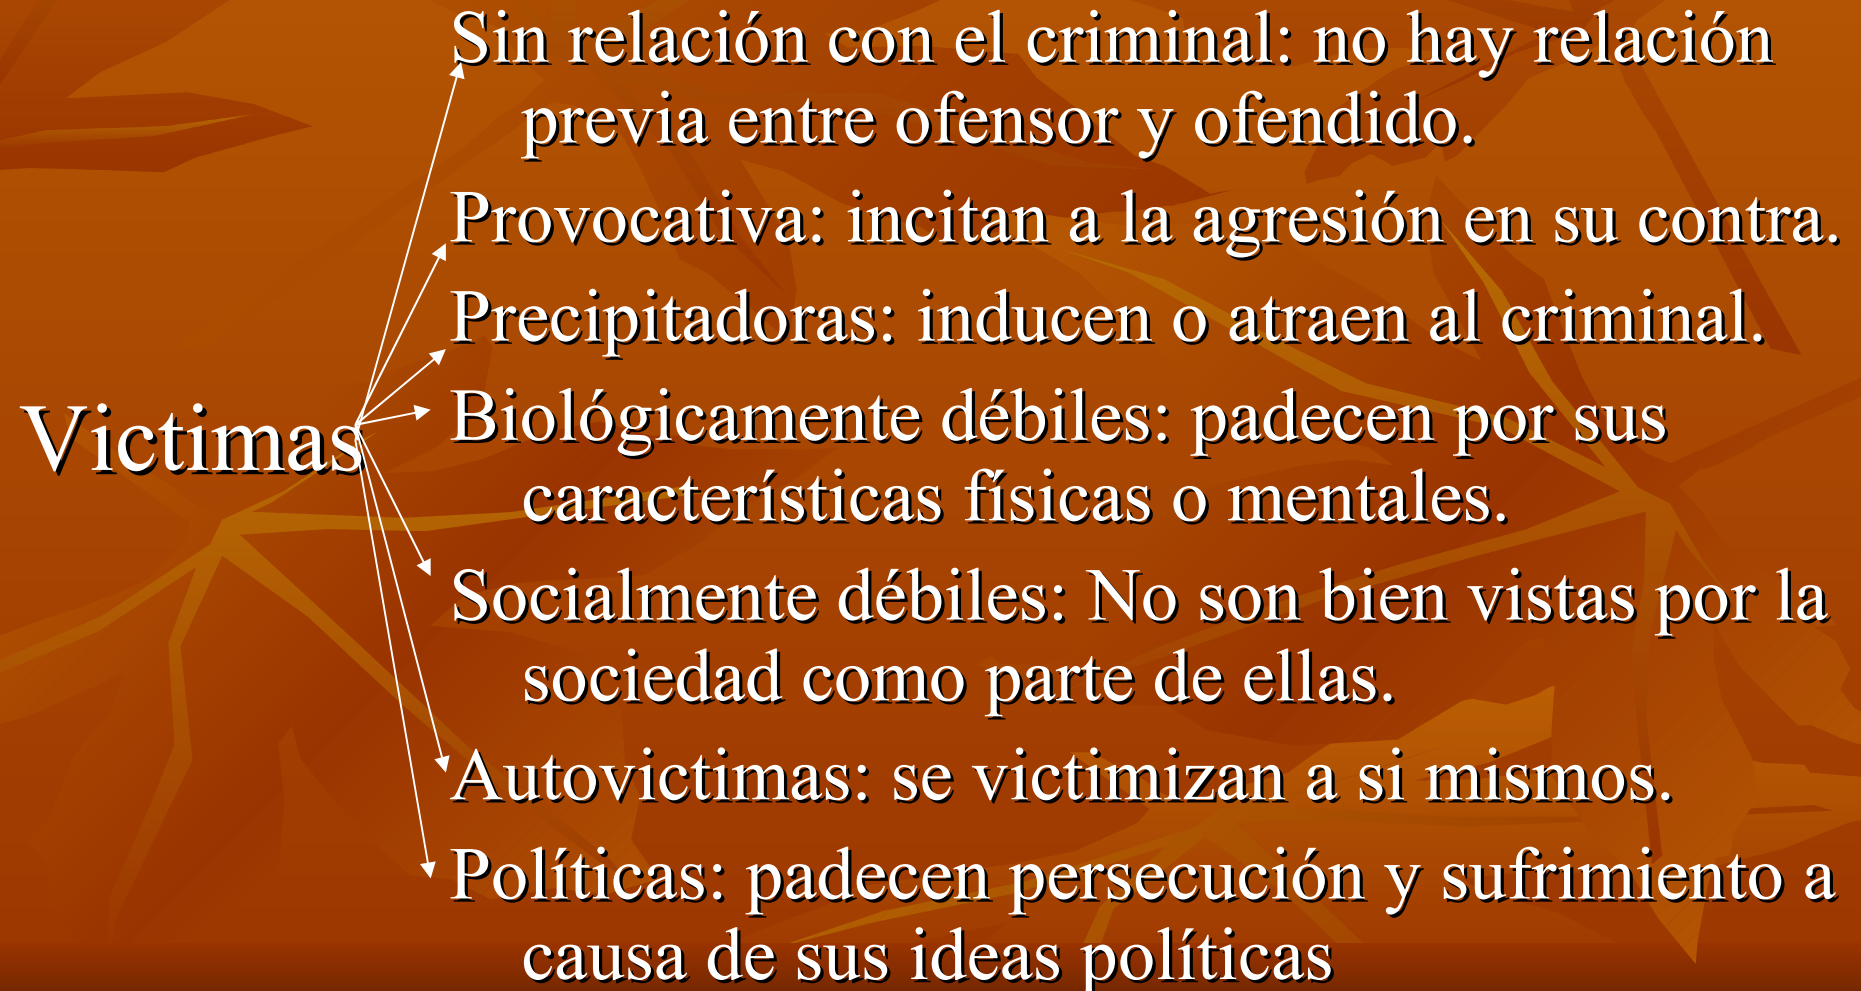 Sin relación con el criminal: no hay relación
previa entre ofensor y ofendido.
Provocativa: incitan a la agresión en su contra.
Precipitadoras: inducen o atraen al criminal.
Victimas
Biológicamente débiles: padecen por sus
características físicas o mentales.
Socialmente débiles: No son bien vistas por la
sociedad como parte de ellas.
Autovictimas: se victimizan a si mismos.
Políticas: padecen persecución y sufrimiento a
causa de sus ideas políticas